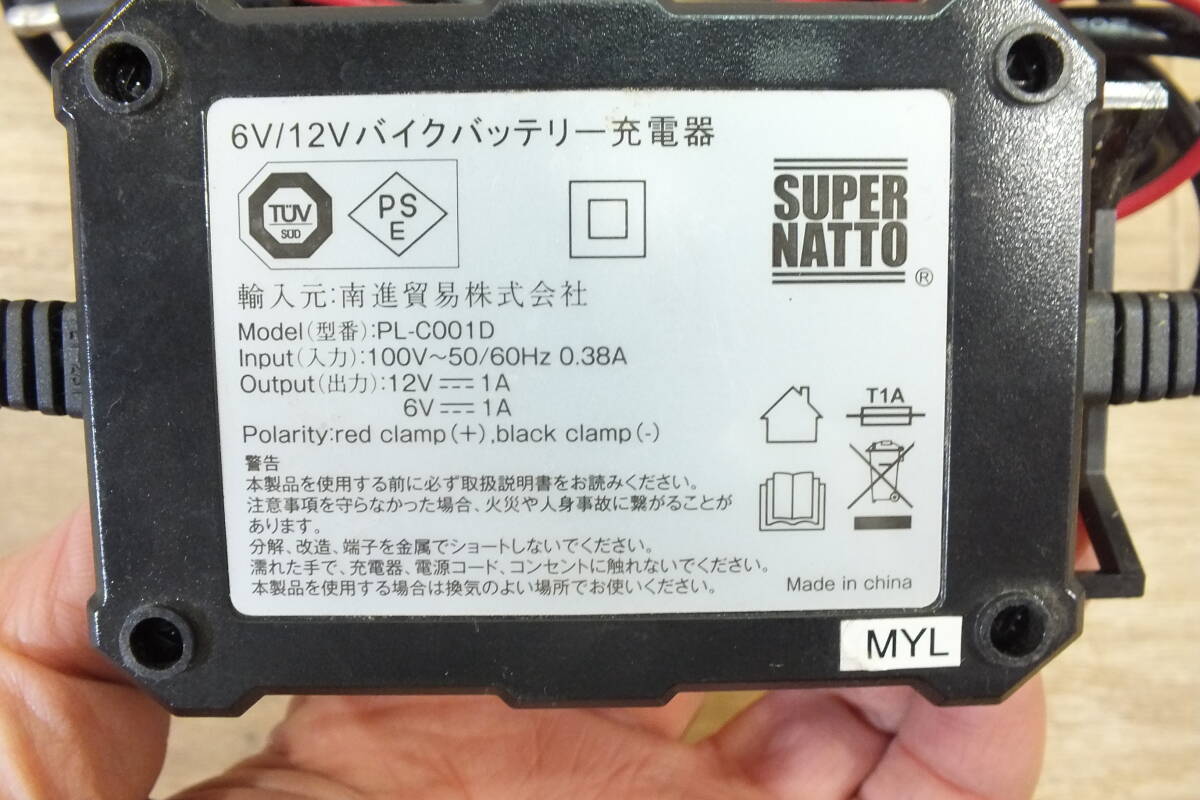 6V/12Vバイクバッテリー充電器
TÜV
SÜD
PS
E
SUPER
NATTO
®
輸入元:南進貿易株式会社
Model(型番):PL-C001D
Input(入力):100V~50/60Hz 0.38A
Output(出力):12V⎓1A
6V⎓1A
T1A
Polarity:red clamp(+),black clamp(-)
警告
本製品を使用する前に必ず取扱説明書をお読みください。
注意事項を守らなかった場合、火災や人身事故に繋がることが
あります。
分解、改造、端子を金属でショートしないでください。
濡れた手で、充電器、電源コード、コンセントに触れないでください。
本製品を使用する場合は換気のよい場所でお使いください。
Made in china
MYL